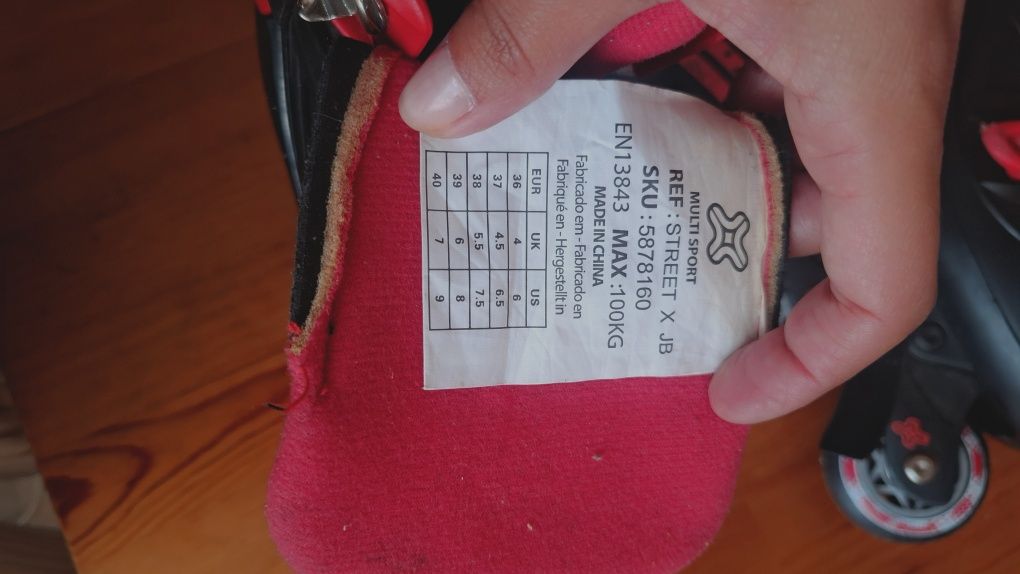 MULTI SPORT
REF : STREET X JB
SKU : 5878160
EN13843 MAX :100KG
MADE IN CHINA
Fabricado em - Fabricado en
Fabriqué en - Hergestellt in
EUR UK US
36 4 6
37 4.5 6.5
38 5.5 7.5
39 6 8
40 7 9